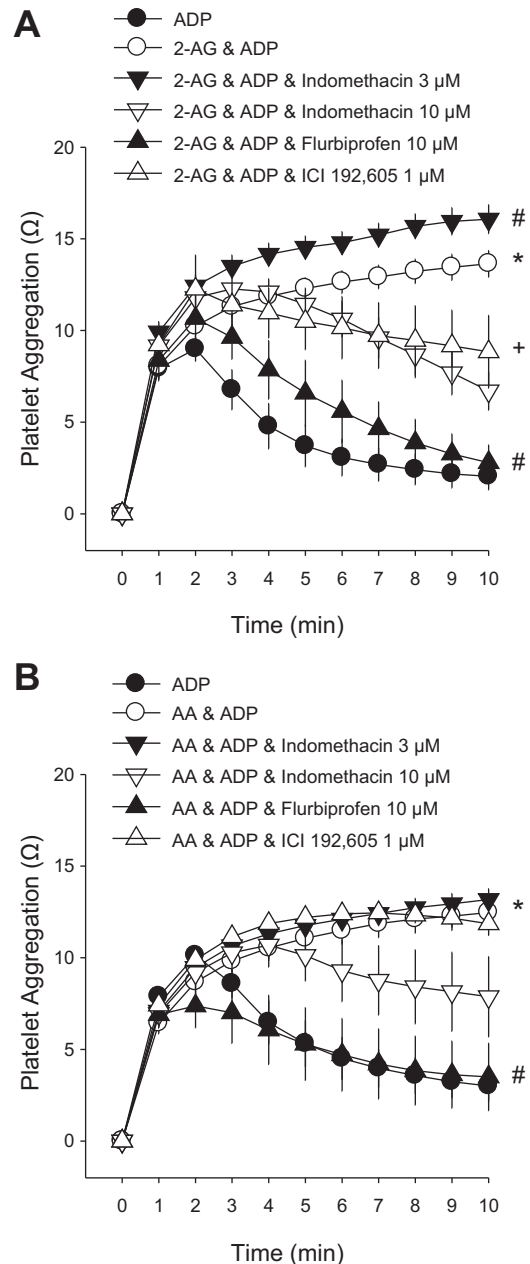 A
ADP
2-AG & ADP
2-AG & ADP & Indomethacin 3 μM
2-AG & ADP & Indomethacin 10 μM
2-AG & ADP & Flurbiprofen 10 μM
2-AG & ADP & ICI 192,605 1 μM
Platelet Aggregation (Ω)
20
15
10
5
0
#
*
+
#
0 1 2 3 4 5 6 7 8 9 10
Time (min)
B
ADP
AA & ADP
AA & ADP & Indomethacin 3 μM
AA & ADP & Indomethacin 10 μM
AA & ADP & Flurbiprofen 10 μM
AA & ADP & ICI 192,605 1 μM
Platelet Aggregation (Ω)
20
15
10
5
0
*
#
0 1 2 3 4 5 6 7 8 9 10
Time (min)